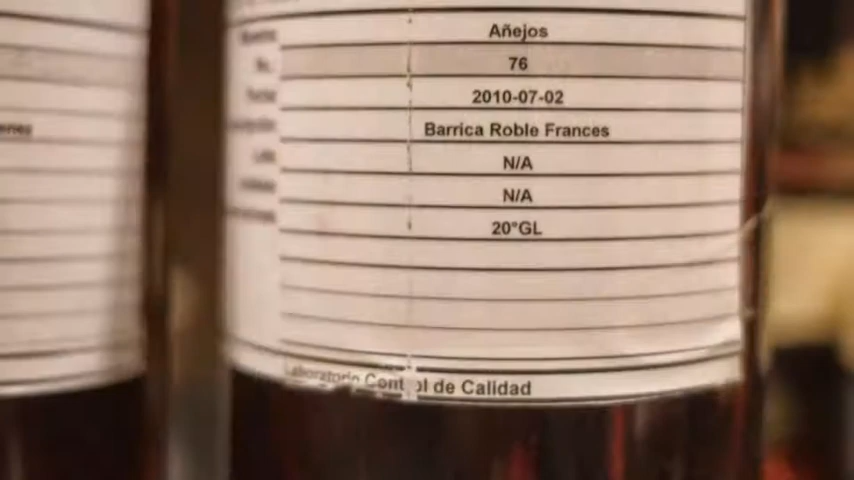 Añejos
76
2010-07-02
Barrica Roble Frances
N/A
N/A
20°GL
Laboratorio Control de Calidad